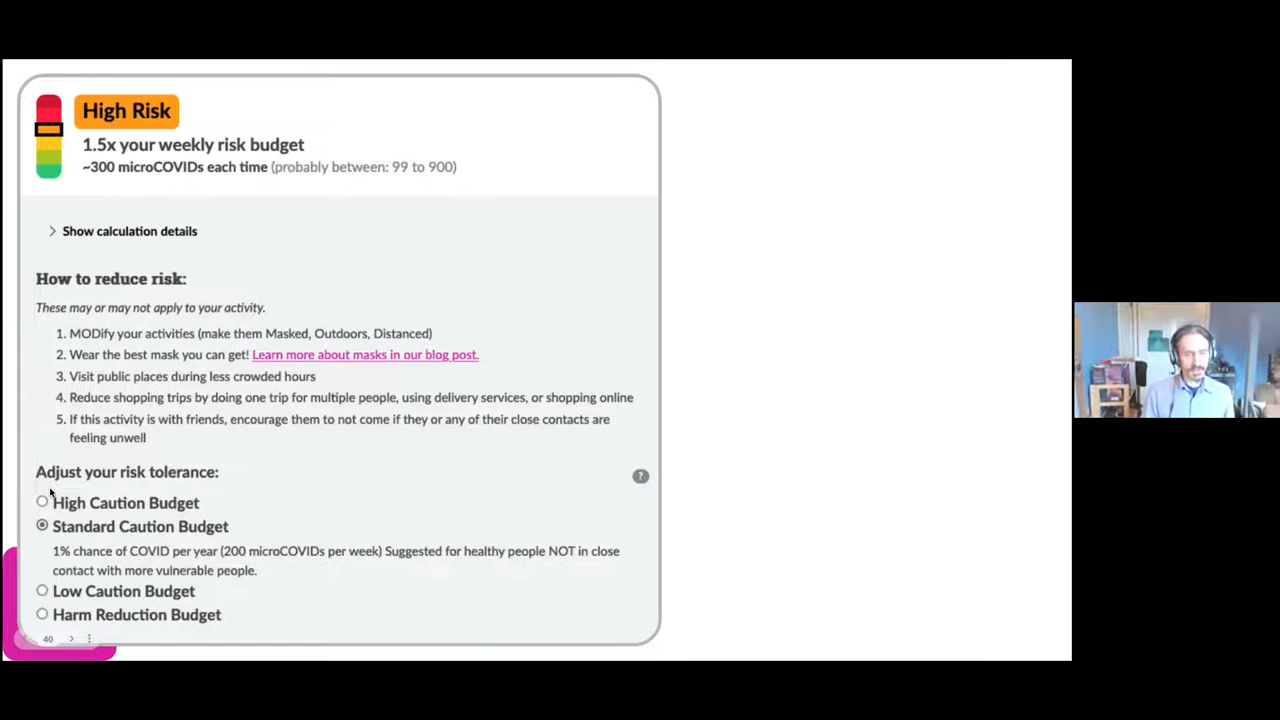 High Risk
1.5x your weekly risk budget
~300 microCOVIDs each time (probably between: 99 to 900)
Show calculation details
How to reduce risk:
These may or may not apply to your activity.
1. MODify your activities (make them Masked, Outdoors, Distanced)
2. Wear the best mask you can get! Learn more about masks in our blog post.
3. Visit public places during less crowded hours
4. Reduce shopping trips by doing one trip for multiple people, using delivery services, or shopping online
5. If this activity is with friends, encourage them to not come if they or any of their close contacts are
feeling unwell
Adjust your risk tolerance:
?
High Caution Budget
Standard Caution Budget
1% chance of COVID per year (200 microCOVIDs per week) Suggested for healthy people NOT in close
contact with more vulnerable people.
Low Caution Budget
Harm Reduction Budget
40